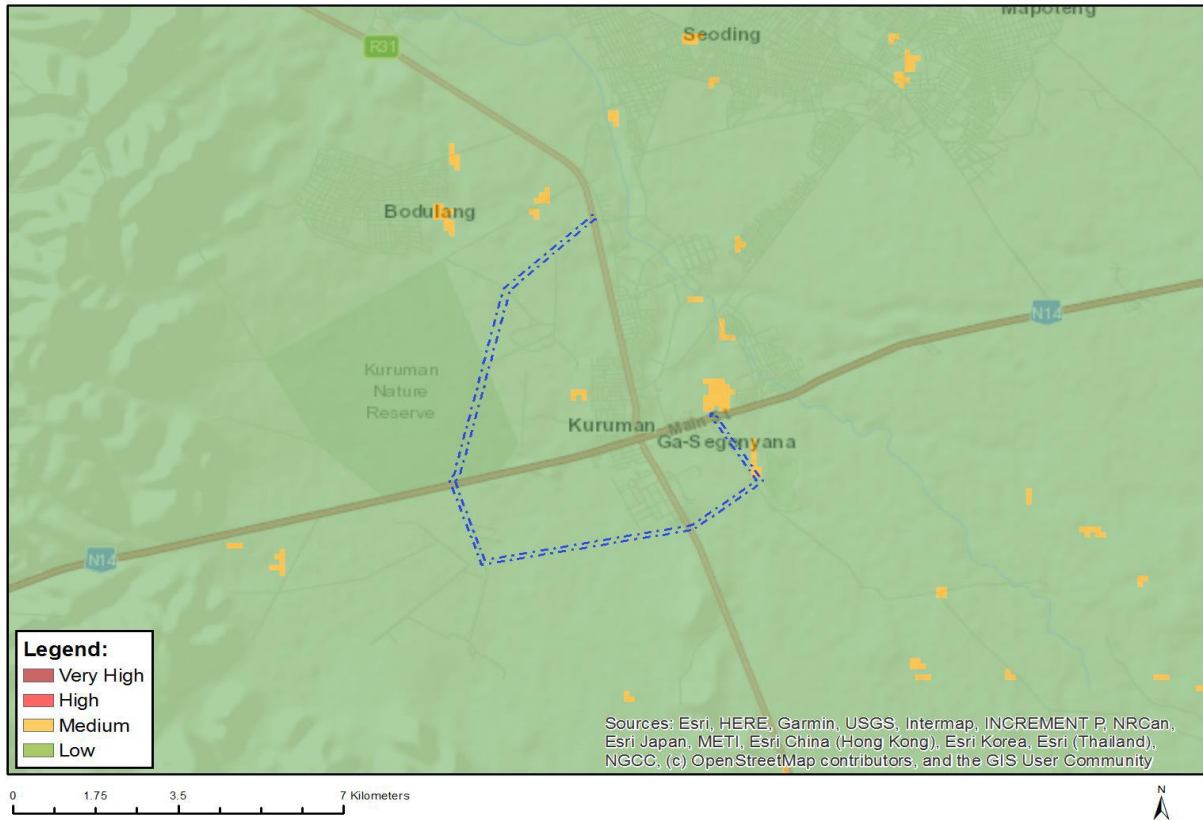 Mapoteng
Seoding
R31
Bodulang
N14
Kuruman
Nature
Reserve
Kuruman
Main St
Ga-Segonyana
N14
Legend:
Very High
High
Medium
Low
Sources: Esri, HERE, Garmin, USGS, Intermap, INCREMENT P, NRCan,
Esri Japan, METI, Esri China (Hong Kong), Esri Korea, Esri (Thailand),
NGCC, (c) OpenStreetMap contributors, and the GIS User Community
0 1.75 3.5 7 Kilometers
N